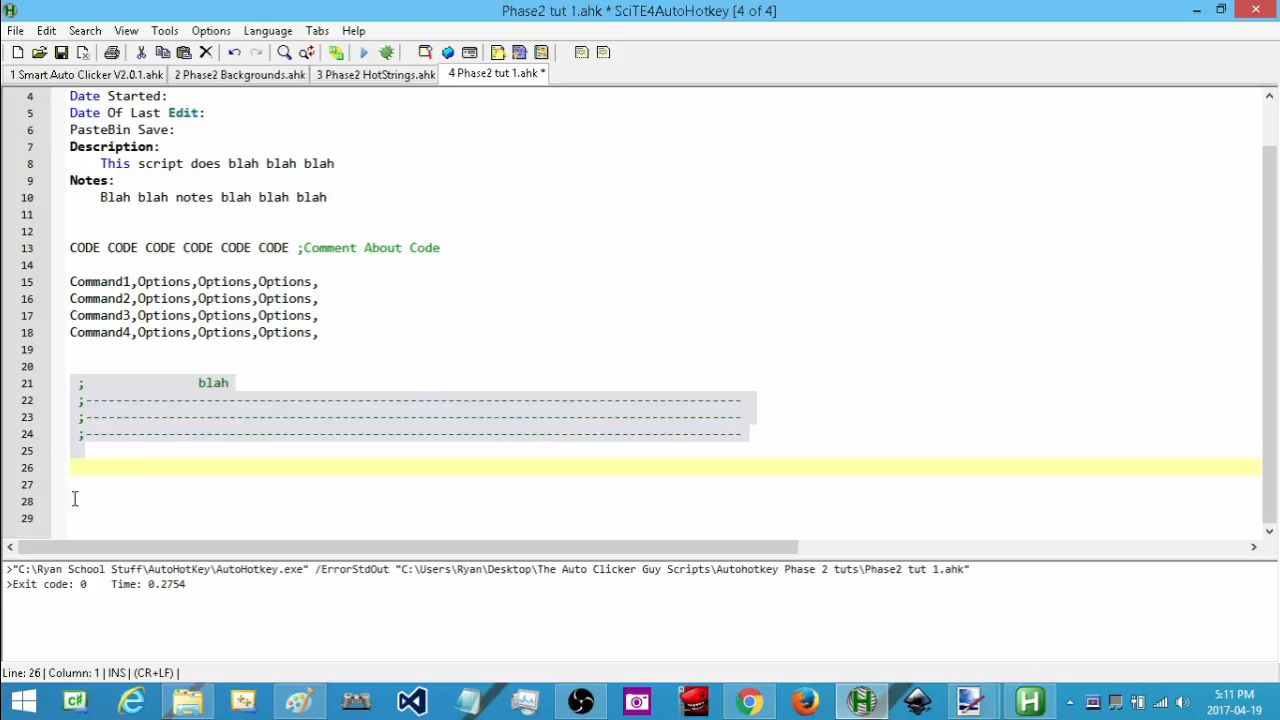 Phase2 tut 1.ahk * SciTE4AutoHotkey [4 of 4]
File Edit Search View Tools Options Language Tabs Help
1 Smart Auto Clicker V2.0.1.ahk 2 Phase2 Backgrounds.ahk 3 Phase2 HotStrings.ahk 4 Phase2 tut 1.ahk *
4 Date Started:
5 Date Of Last Edit:
6 PasteBin Save:
7 Description:
8 This script does blah blah blah
9 Notes:
10 Blah blah notes blah blah blah
11
12
13 CODE CODE CODE CODE CODE CODE ;Comment About Code
14
15 Command1,Options,Options,Options,
16 Command2,Options,Options,Options,
17 Command3,Options,Options,Options,
18 Command4,Options,Options,Options,
19
20
21 ; blah
22 ;---------------------------------------------------------------------------------------
23 ;---------------------------------------------------------------------------------------
24 ;---------------------------------------------------------------------------------------
25
26
27
28
29
>"C:\Ryan School Stuff\AutoHotKey\AutoHotkey.exe" /ErrorStdOut "C:\Users\Ryan\Desktop\The Auto Clicker Guy Scripts\Autohotkey Phase 2 tuts\Phase2 tut 1.ahk"
>Exit code: 0 Time: 0.2754
Line: 26 | Column: 1 | INS | (CR+LF) |
5:11 PM
2017-04-19